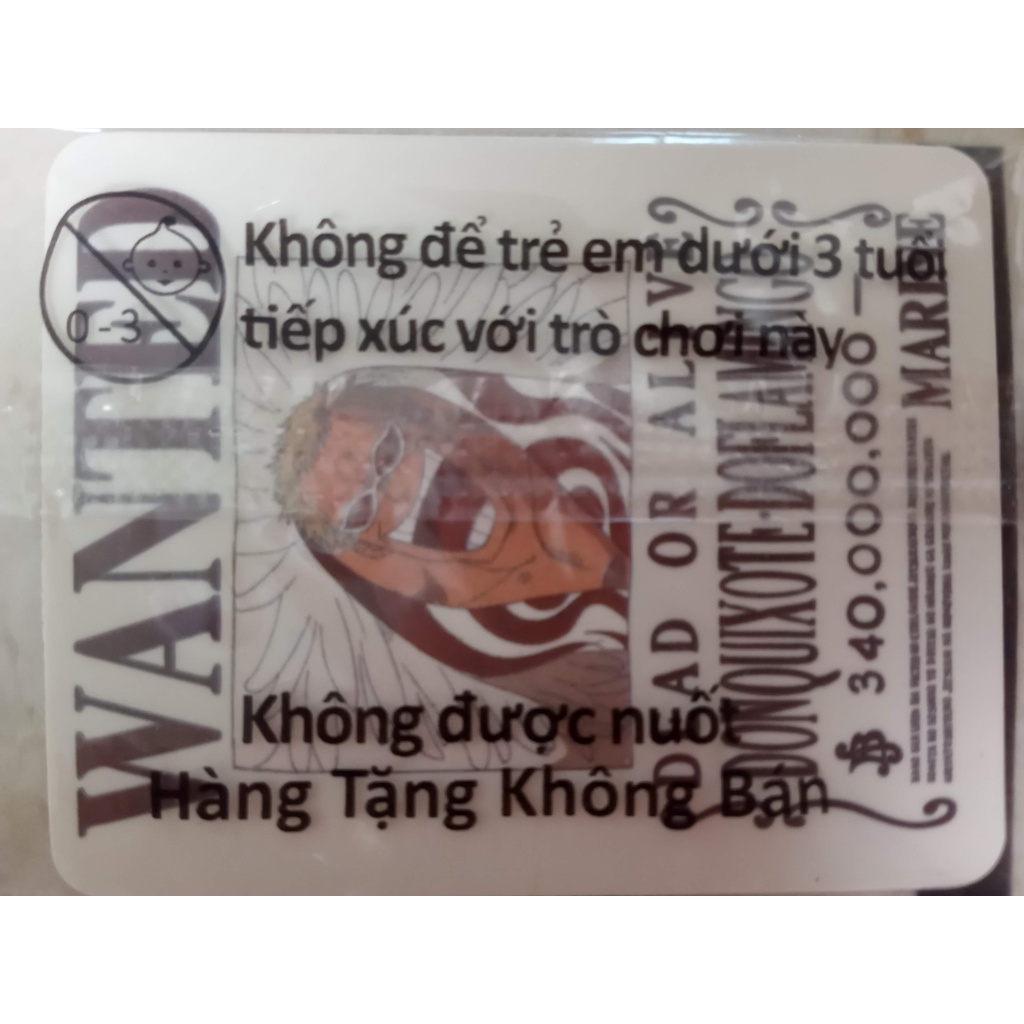 0-3
Không để trẻ em dưới 3 tuổi
tiếp xúc với trò chơi này
Không được nuốt
Hàng Tặng Không Bán
WANTED
DEAD OR ALIVE
DONQUIXOTE·DOFLAMINGO
฿ 340,000,000—
MARINE